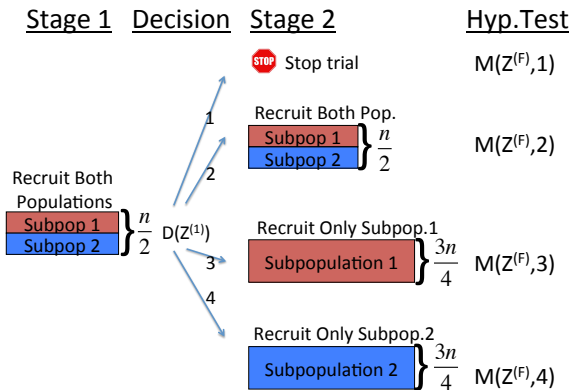 Stage 1 Decision Stage 2 Hyp.Test
STOP Stop trial M(Z^(F),1)
1
Recruit Both Pop.
Subpop 1
Subpop 2
n/2
M(Z^(F),2)
2
Recruit Both
Populations
Subpop 1
Subpop 2
n/2
D(Z^(1))
Recruit Only Subpop.1
3
Subpopulation 1
3n/4
M(Z^(F),3)
4
Recruit Only Subpop.2
Subpopulation 2
3n/4
M(Z^(F),4)